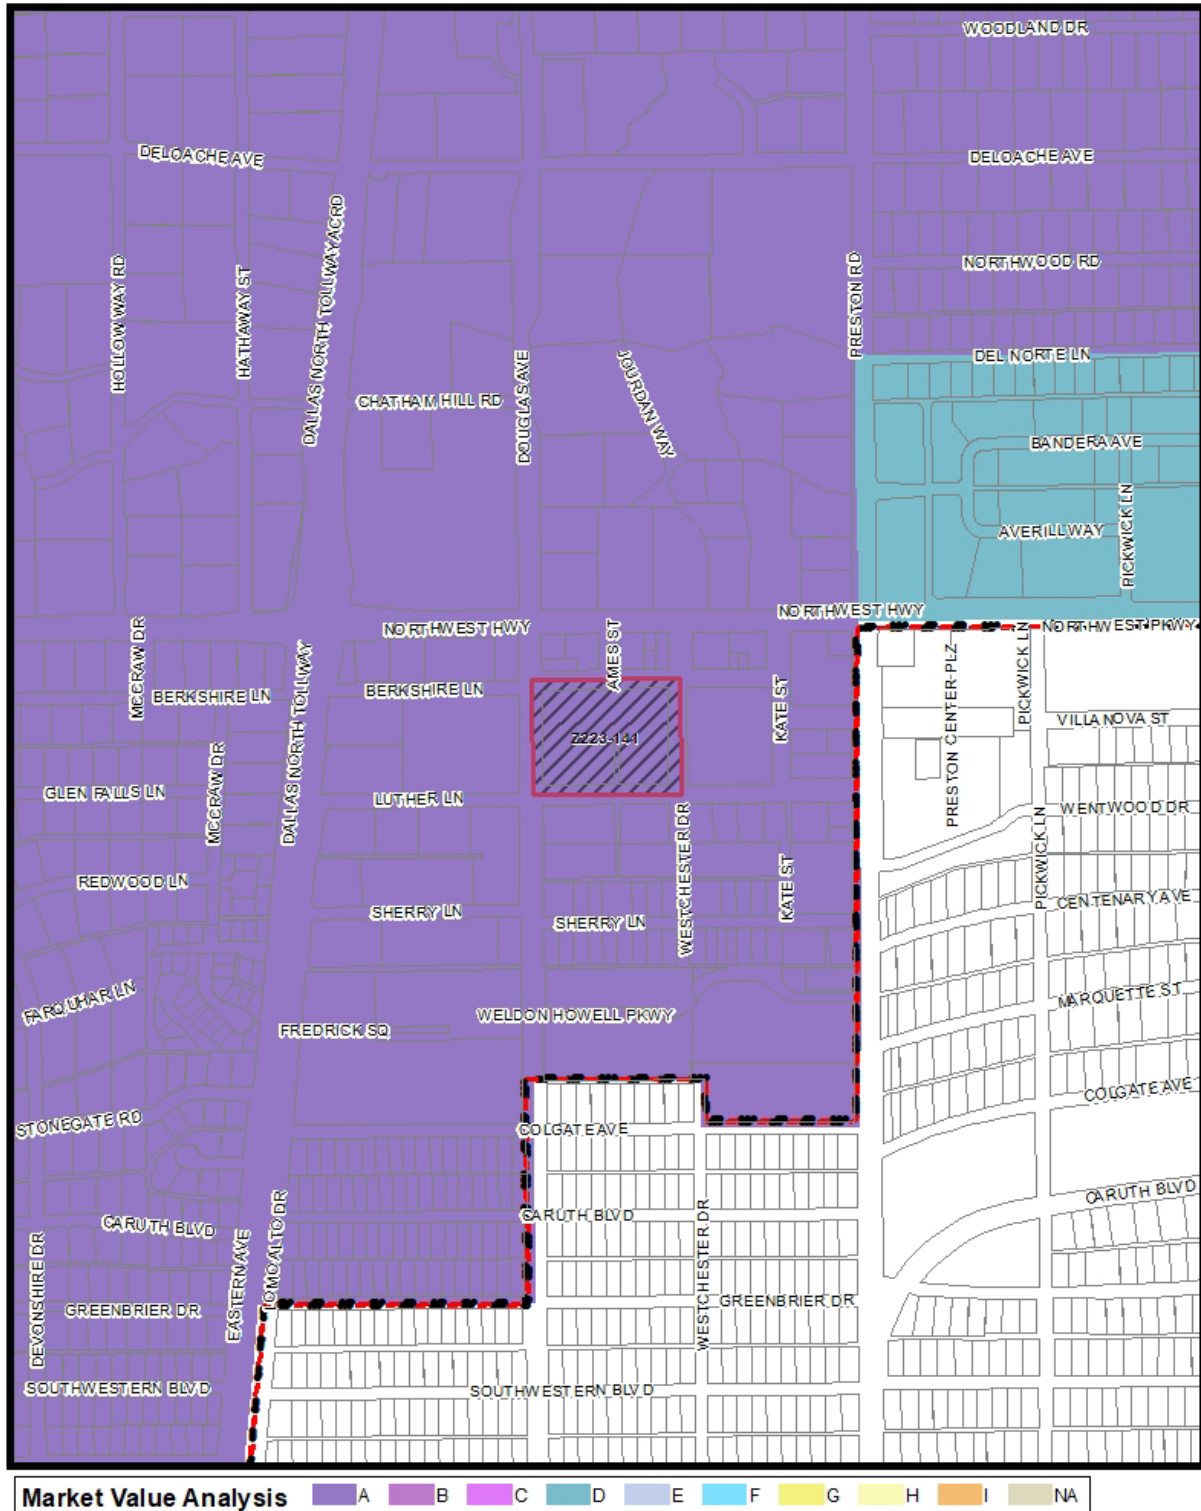 WOODLAND DR
DELOACHE AVE
DELOACHE AVE
HOLLOW WAY RD
HATHAWAY ST
DALLAS NORTH TOLLWAY ACRD
PRESTON RD
NORTHWOOD RD
DEL NORTE LN
DOUGLAS AVE
JOURDAN WAY
CHATHAM HILL RD
BANDERA AVE
PICKWICK LN
AVERILL WAY
NORTHWEST HWY
NORTHWEST HWY
NORTHWEST PKWY
MCCRAW DR
AMES ST
PICKWICK LN
PRESTON CENTER PLZ
DALLAS NORTH TOLLWAY
BERKSHIRE LN
BERKSHIRE LN
KATE ST
VILLANOVA ST
Z223-141
MCCRAW DR
GLEN FALLS LN
LUTHER LN
WENTWOOD DR
WESTCHESTER DR
PICKWICK LN
KATE ST
REDWOOD LN
CENTENARY AVE
SHERRY LN
SHERRY LN
FARQUHAR LN
MARQUETTE ST
WELDON HOWELL PKWY
FREDRICK SQ
COLGATE AVE
STONEGATE RD
COLGATE AVE
CARUTH BLVD
CARUTH BLVD
CARUTH BLVD
LOMO ALTO DR
WESTCHESTER DR
DEVONSHIRE DR
EASTERN AVE
GREENBRIER DR
GREENBRIER DR
SOUTHWESTERN BLVD
SOUTHWESTERN BLVD
Market Value Analysis A B C D E F G H I NA